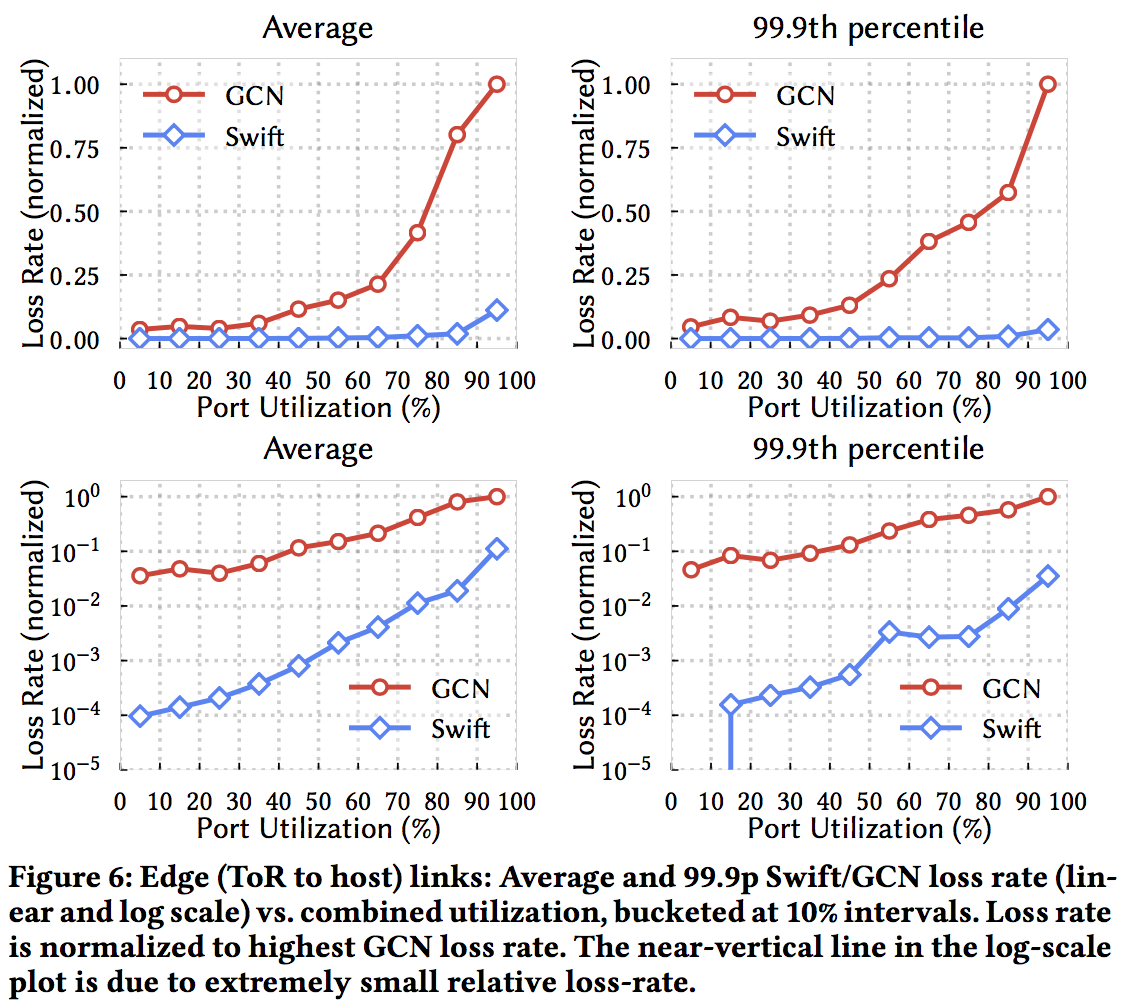 Average
99.9th percentile
Loss Rate (normalized)
1.00
0.75
0.50
0.25
0.00
GCN
Swift
0 10 20 30 40 50 60 70 80 90 100
Port Utilization (%)
Loss Rate (normalized)
1.00
0.75
0.50
0.25
0.00
GCN
Swift
0 10 20 30 40 50 60 70 80 90 100
Port Utilization (%)
Average
99.9th percentile
Loss Rate (normalized)
10⁰
10⁻¹
10⁻²
10⁻³
10⁻⁴
10⁻⁵
GCN
Swift
0 10 20 30 40 50 60 70 80 90 100
Port Utilization (%)
Loss Rate (normalized)
10⁰
10⁻¹
10⁻²
10⁻³
10⁻⁴
10⁻⁵
GCN
Swift
0 10 20 30 40 50 60 70 80 90 100
Port Utilization (%)
Figure 6: Edge (ToR to host) links: Average and 99.9p Swift/GCN loss rate (lin-
ear and log scale) vs. combined utilization, bucketed at 10% intervals. Loss rate
is normalized to highest GCN loss rate. The near-vertical line in the log-scale
plot is due to extremely small relative loss-rate.